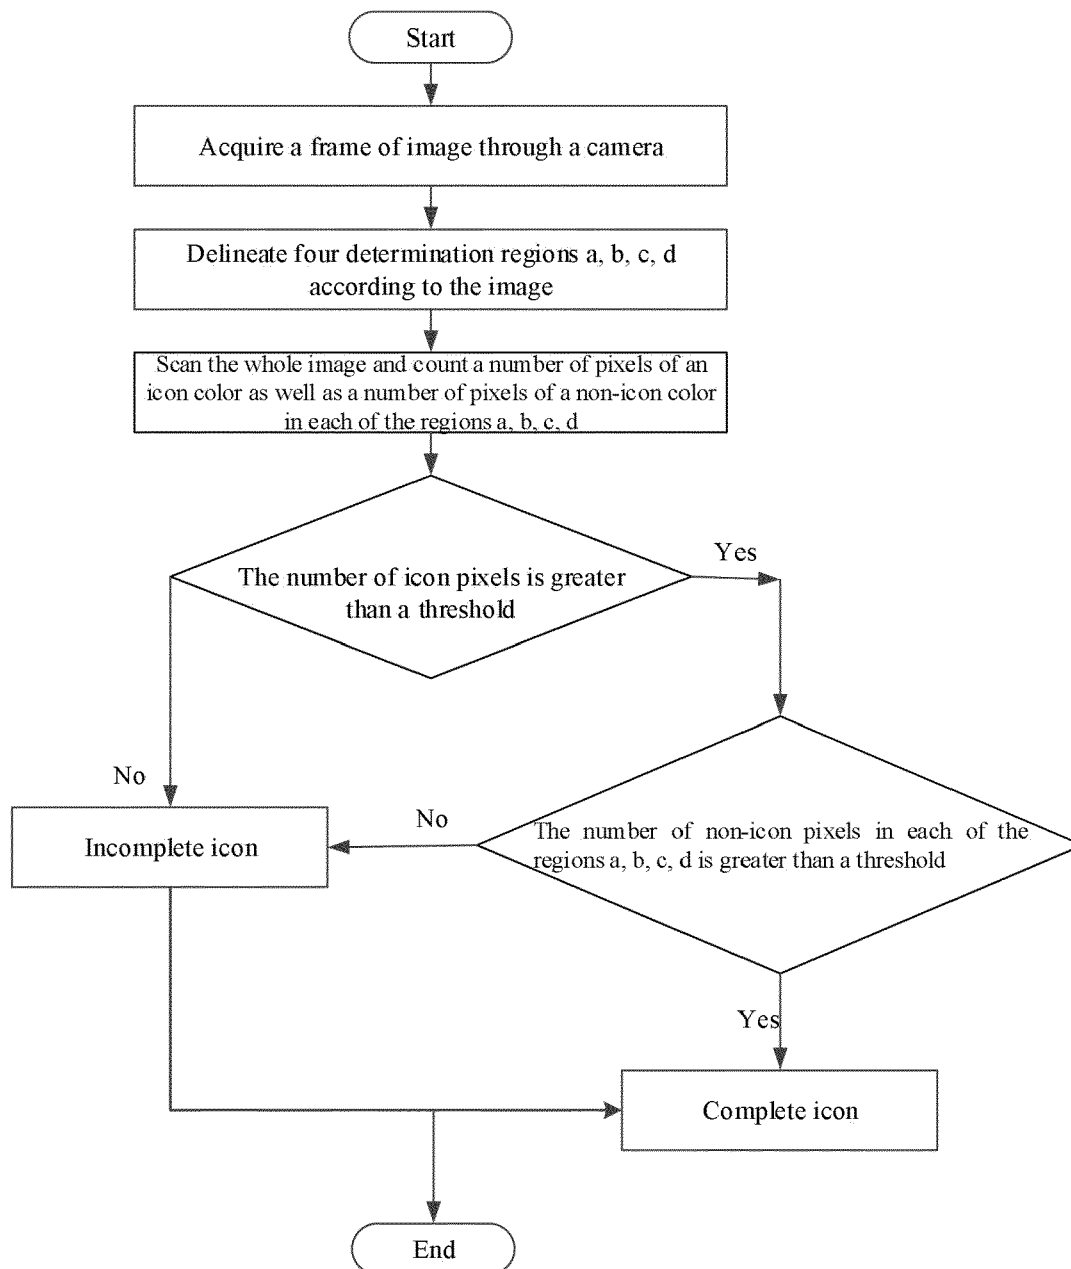 Start
Acquire a frame of image through a camera
Delineate four determination regions a, b, c, d
according to the image
Scan the whole image and count a number of pixels of an
icon color as well as a number of pixels of a non-icon color
in each of the regions a, b, c, d
Yes
The number of icon pixels is greater
than a threshold
No
No
Incomplete icon
The number of non-icon pixels in each of the
regions a, b, c, d is greater than a threshold
Yes
Complete icon
End